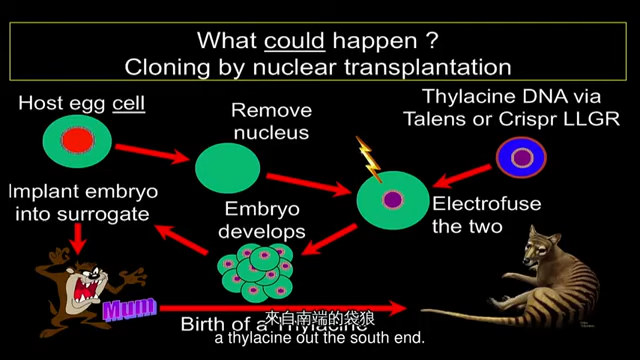 What could happen ?
Cloning by nuclear transplantation
Host egg cell
Remove
nucleus
Thylacine DNA via
Talens or Crispr LLGR
Implant embryo
into surrogate
Embryo
develops
Electrofuse
the two
Mum
Birth of a Thylacine
來自南端的袋狼
a thylacine out the south end.